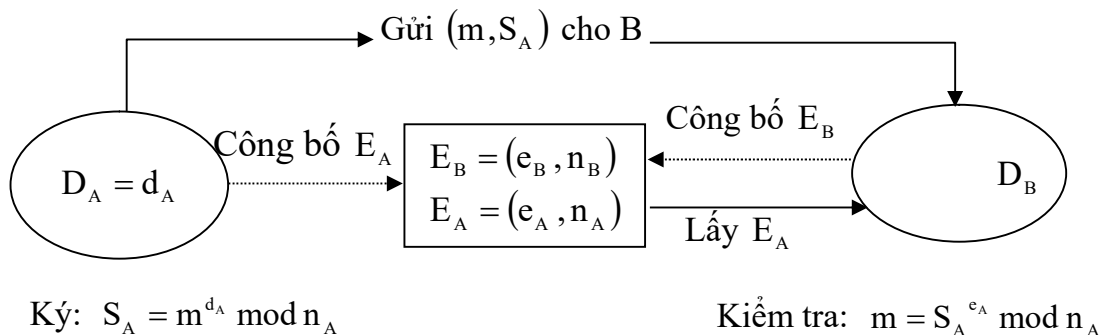 Gửi (m,S_A) cho B
Công bố E_A
Công bố E_B
D_A = d_A
E_B = (e_B, n_B)
E_A = (e_A, n_A)
D_B
Lấy E_A
Ký: S_A = m^{d_A} mod n_A
Kiểm tra: m = S_A^{e_A} mod n_A